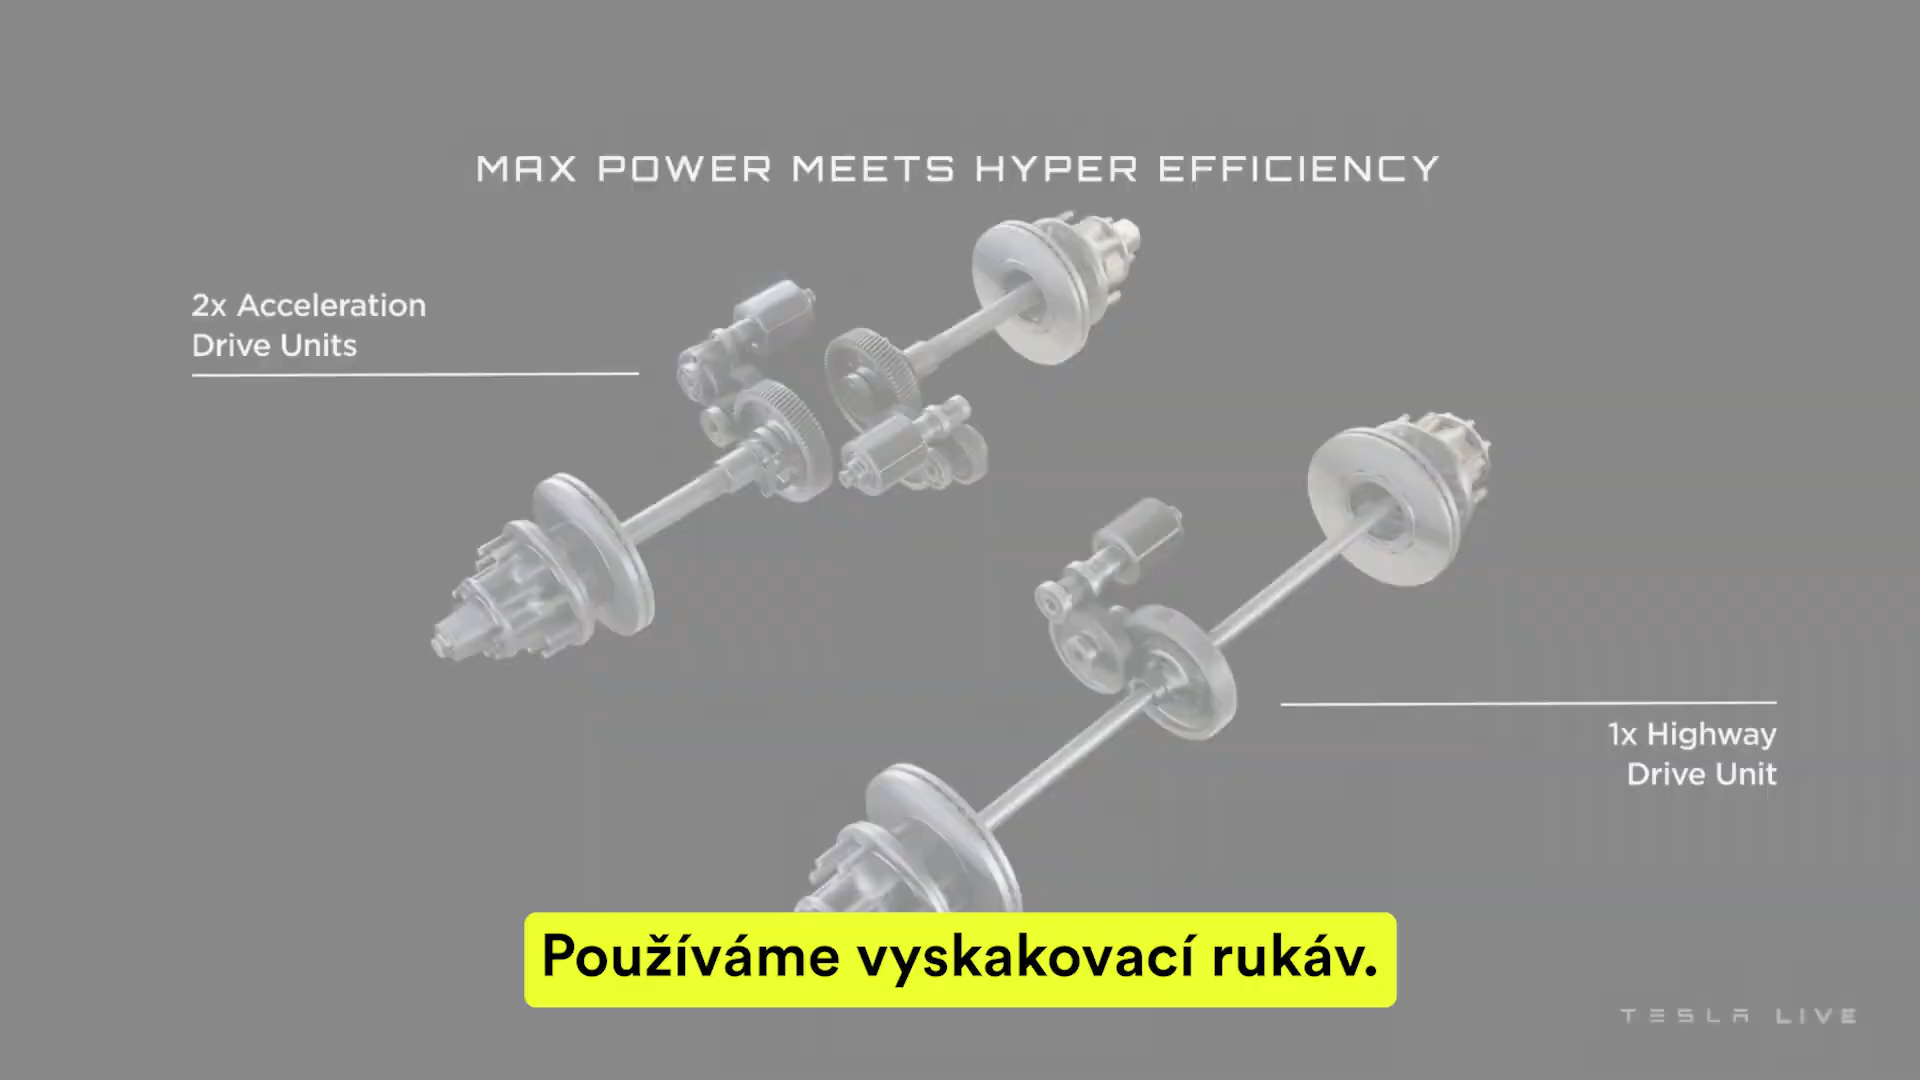 MAX POWER MEETS HYPER EFFICIENCY
2x Acceleration
Drive Units
1x Highway
Drive Unit
Používáme vyskakovací rukáv.
TESLA LIVE